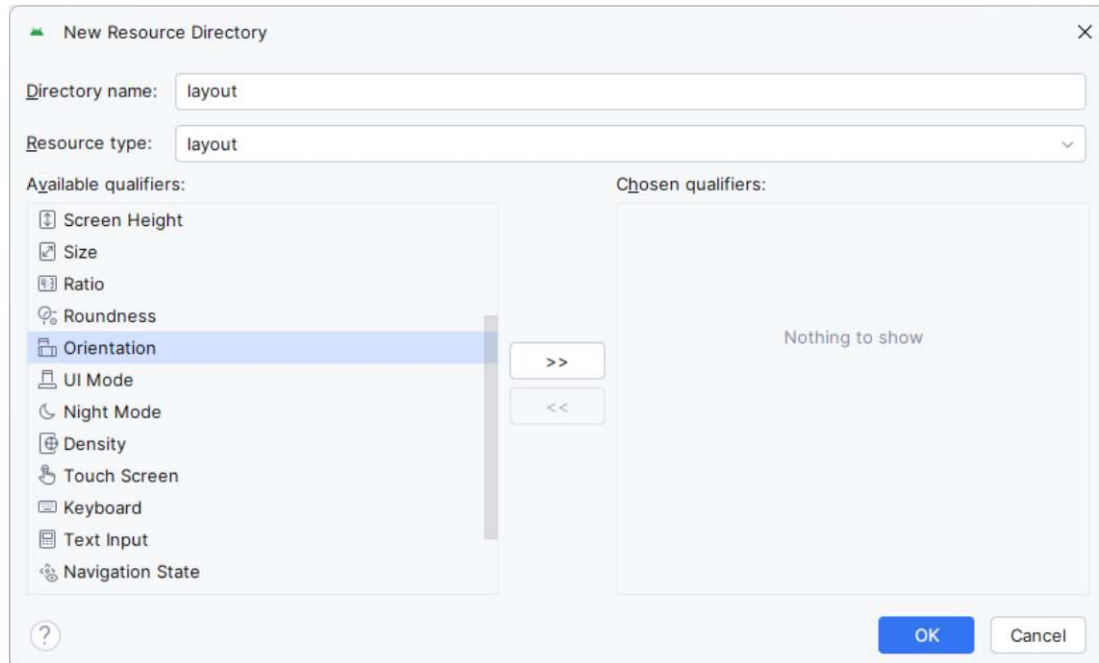 New Resource Directory
Directory name: layout
Resource type: layout
Available qualifiers:
Chosen qualifiers:
Screen Height
Size
Ratio
Roundness
Orientation
UI Mode
Night Mode
Density
Touch Screen
Keyboard
Text Input
Navigation State
>>
<<
Nothing to show
?
OK
Cancel